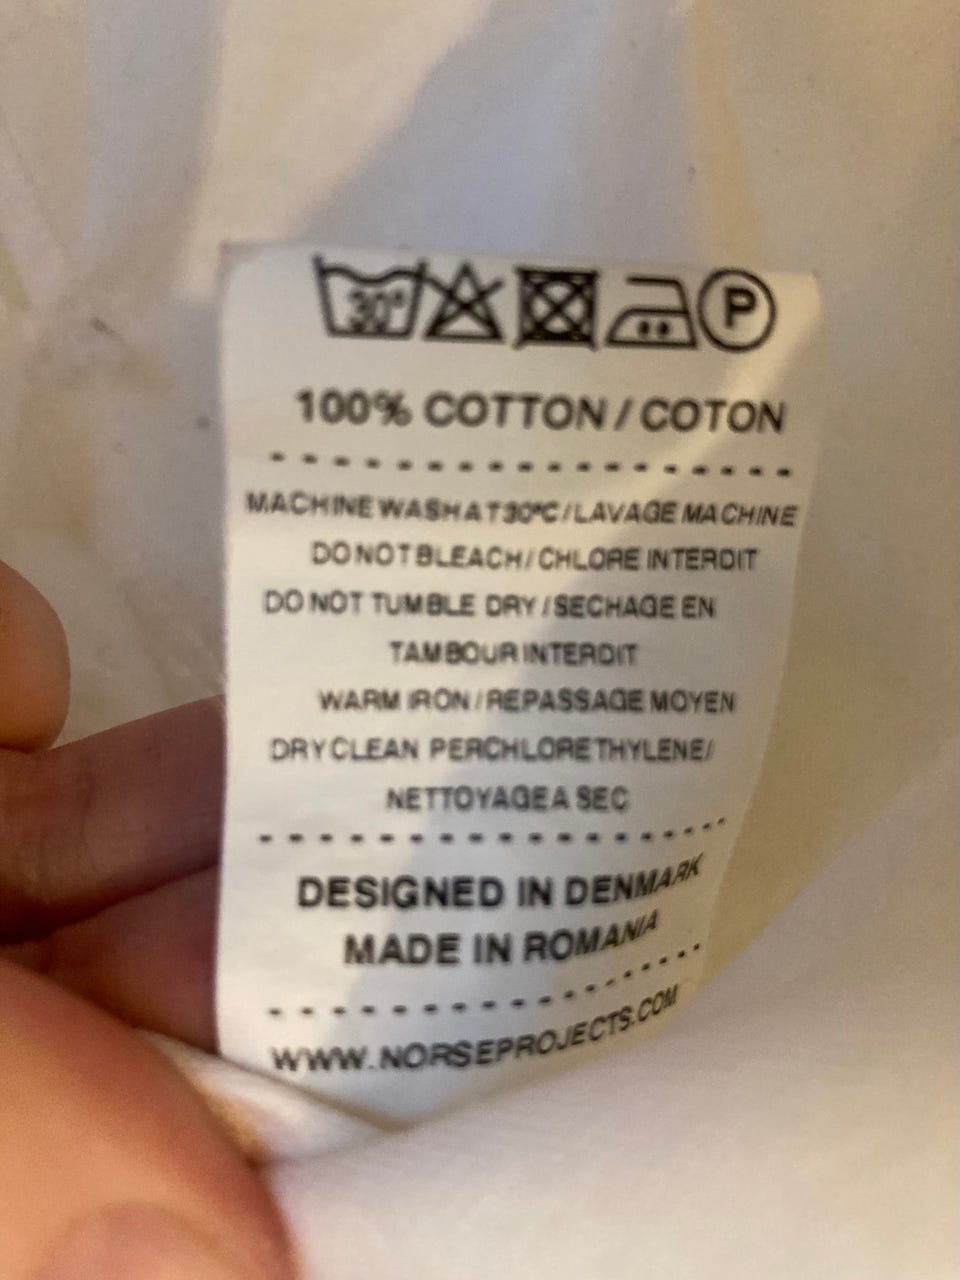 30° P
100% COTTON / COTON
MACHINE WASH AT 30°C / LAVAGE MACHINE
DO NOT BLEACH / CHLORE INTERDIT
DO NOT TUMBLE DRY / SECHAGE EN
TAMBOUR INTERDIT
WARM IRON / REPASSAGE MOYEN
DRY CLEAN PERCHLORETHYLENE/
NETTOYAGE A SEC
DESIGNED IN DENMARK
MADE IN ROMANIA
WWW.NORSEPROJECTS.COM